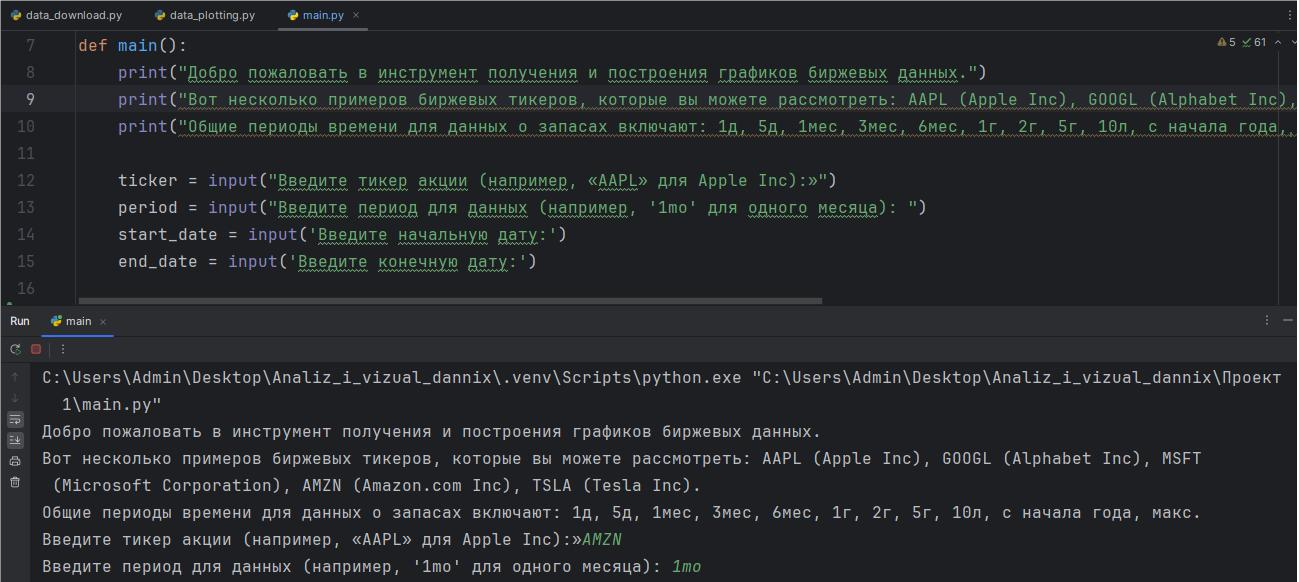 data_download.py data_plotting.py main.py ×
7 def main():
8 print("Добро пожаловать в инструмент получения и построения графиков биржевых данных.")
9 print("Вот несколько примеров биржевых тикеров, которые вы можете рассмотреть: AAPL (Apple Inc), GOOGL (Alphabet Inc),
10 print("Общие периоды времени для данных о запасах включают: 1д, 5д, 1мес, 3мес, 6мес, 1г, 2г, 5г, 10л, с начала года,
11
12 ticker = input("Введите тикер акции (например, «AAPL» для Apple Inc):»")
13 period = input("Введите период для данных (например, '1mo' для одного месяца): ")
14 start_date = input('Введите начальную дату:')
15 end_date = input('Введите конечную дату:')
16
5 61
Run main ×
C:\Users\Admin\Desktop\Analiz_i_vizual_dannix\.venv\Scripts\python.exe "C:\Users\Admin\Desktop\Analiz_i_vizual_dannix\Проект
1\main.py"
Добро пожаловать в инструмент получения и построения графиков биржевых данных.
Вот несколько примеров биржевых тикеров, которые вы можете рассмотреть: AAPL (Apple Inc), GOOGL (Alphabet Inc), MSFT
(Microsoft Corporation), AMZN (Amazon.com Inc), TSLA (Tesla Inc).
Общие периоды времени для данных о запасах включают: 1д, 5д, 1мес, 3мес, 6мес, 1г, 2г, 5г, 10л, с начала года, макс.
Введите тикер акции (например, «AAPL» для Apple Inc):»AMZN
Введите период для данных (например, '1mo' для одного месяца): 1mo